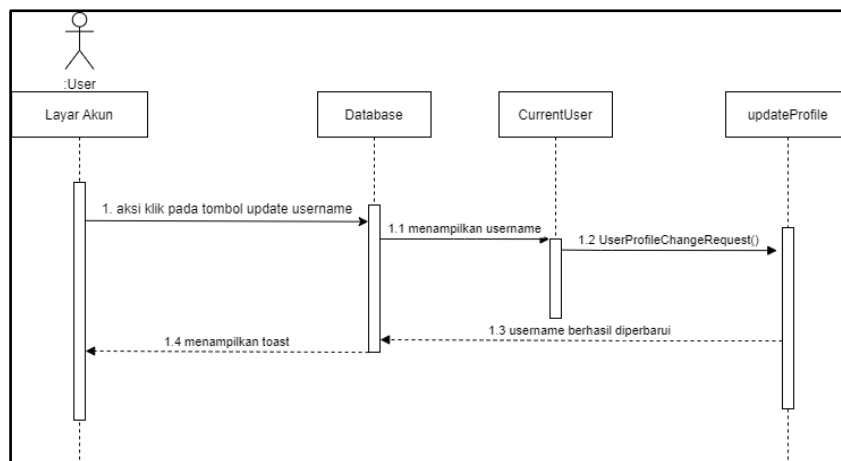 :User
Layar Akun
Database
CurrentUser
updateProfile
1. aksi klik pada tombol update username
1.1 menampilkan username
1.2 UserProfileChangeRequest()
1.3 username berhasil diperbarui
1.4 menampilkan toast